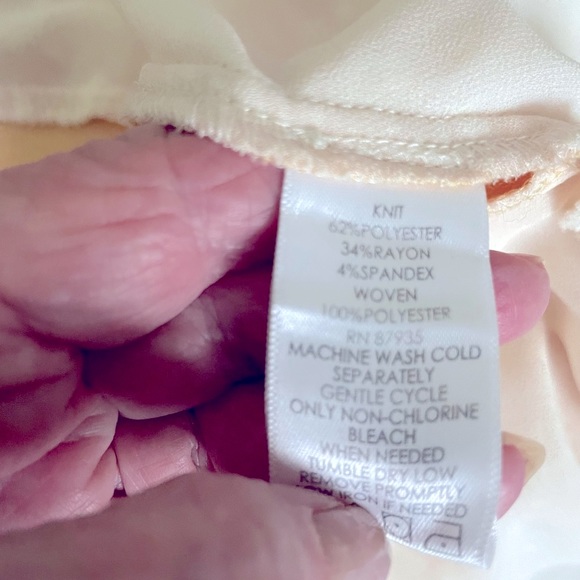 KNIT
62%POLYESTER
34%RAYON
4%SPANDEX
WOVEN
100%POLYESTER
RN 87935
MACHINE WASH COLD
SEPARATELY
GENTLE CYCLE
ONLY NON-CHLORINE
BLEACH
WHEN NEEDED
TUMBLE DRY LOW
REMOVE PROMPTLY
LOW IRON IF NEEDED